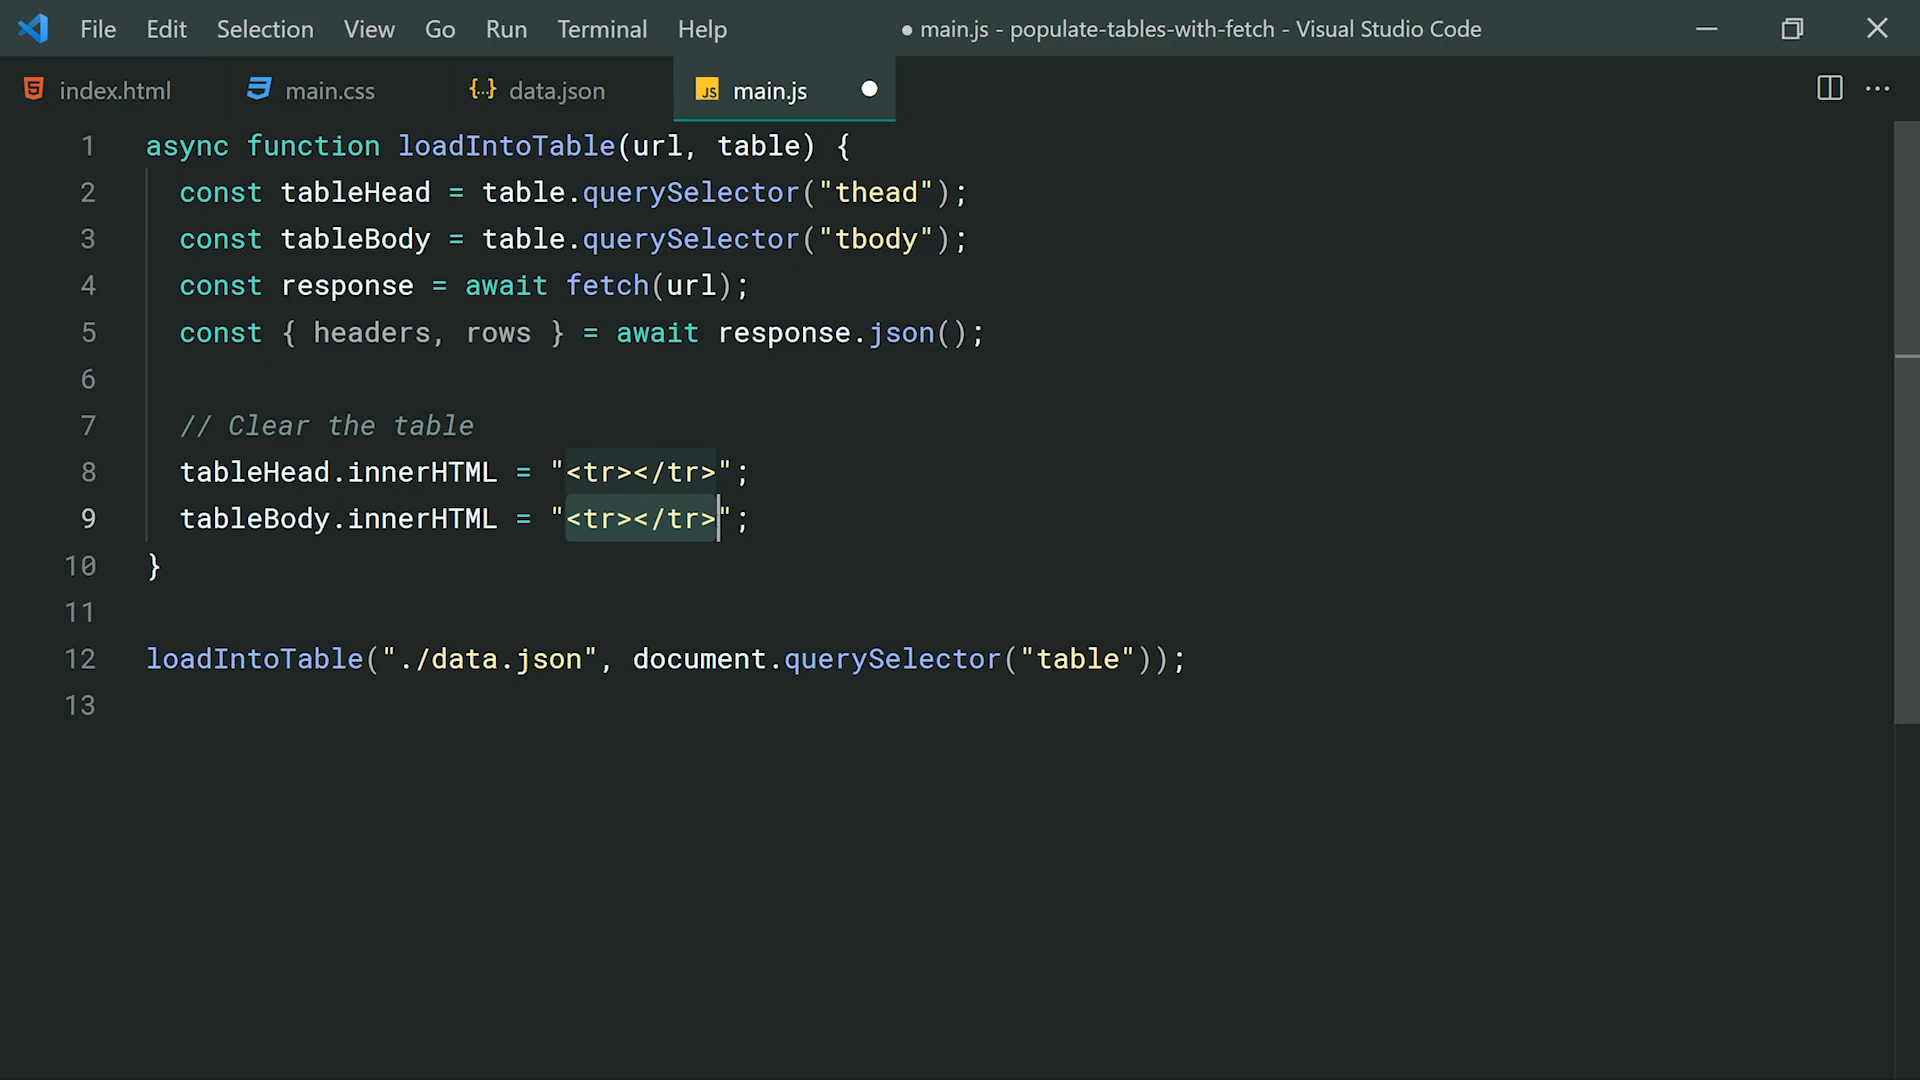 File Edit Selection View Go Run Terminal Help ● main.js - populate-tables-with-fetch - Visual Studio Code
index.html main.css {..} data.json JS main.js
1 async function loadIntoTable(url, table) {
2 const tableHead = table.querySelector("thead");
3 const tableBody = table.querySelector("tbody");
4 const response = await fetch(url);
5 const { headers, rows } = await response.json();
6
7 // Clear the table
8 tableHead.innerHTML = "<tr></tr>";
9 tableBody.innerHTML = "<tr></tr>";
10 }
11
12 loadIntoTable("./data.json", document.querySelector("table"));
13